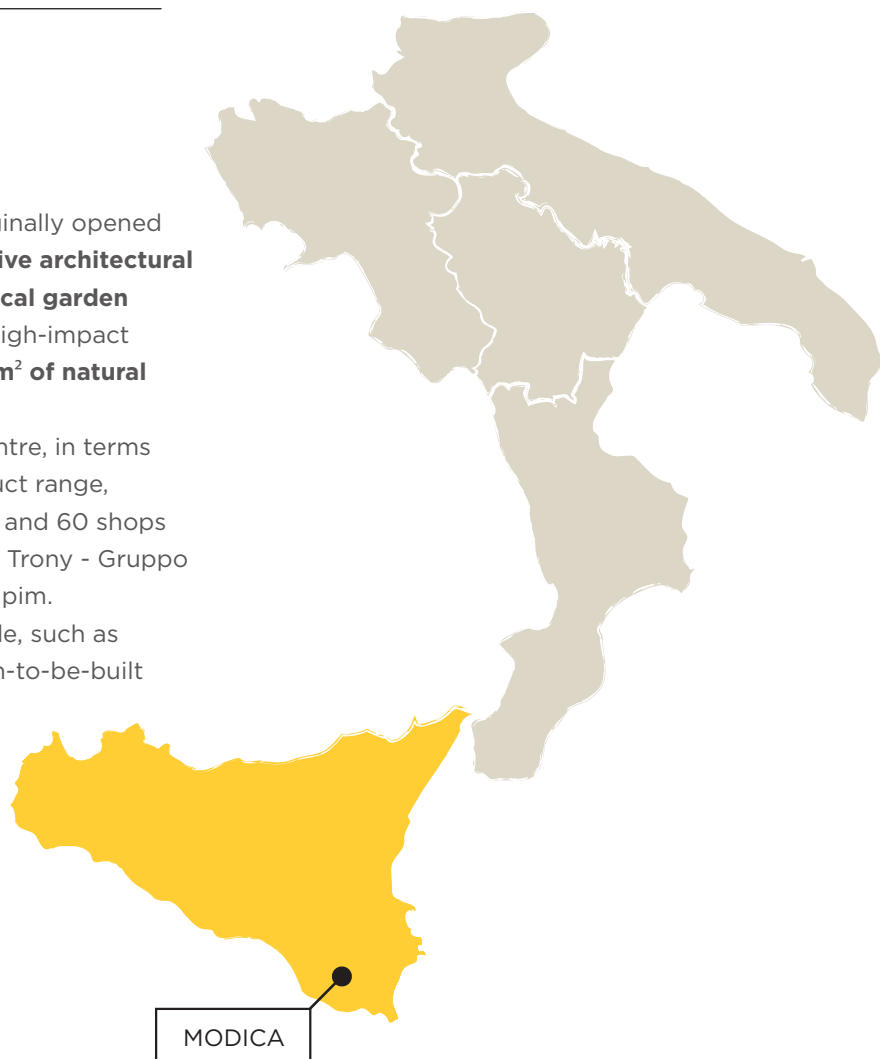 ginally opened
ive architectural
cal garden
igh-impact
m² of natural
ntre, in terms
uct range,
and 60 shops
Trony - Gruppo
pim.
le, such as
n-to-be-built
MODICA